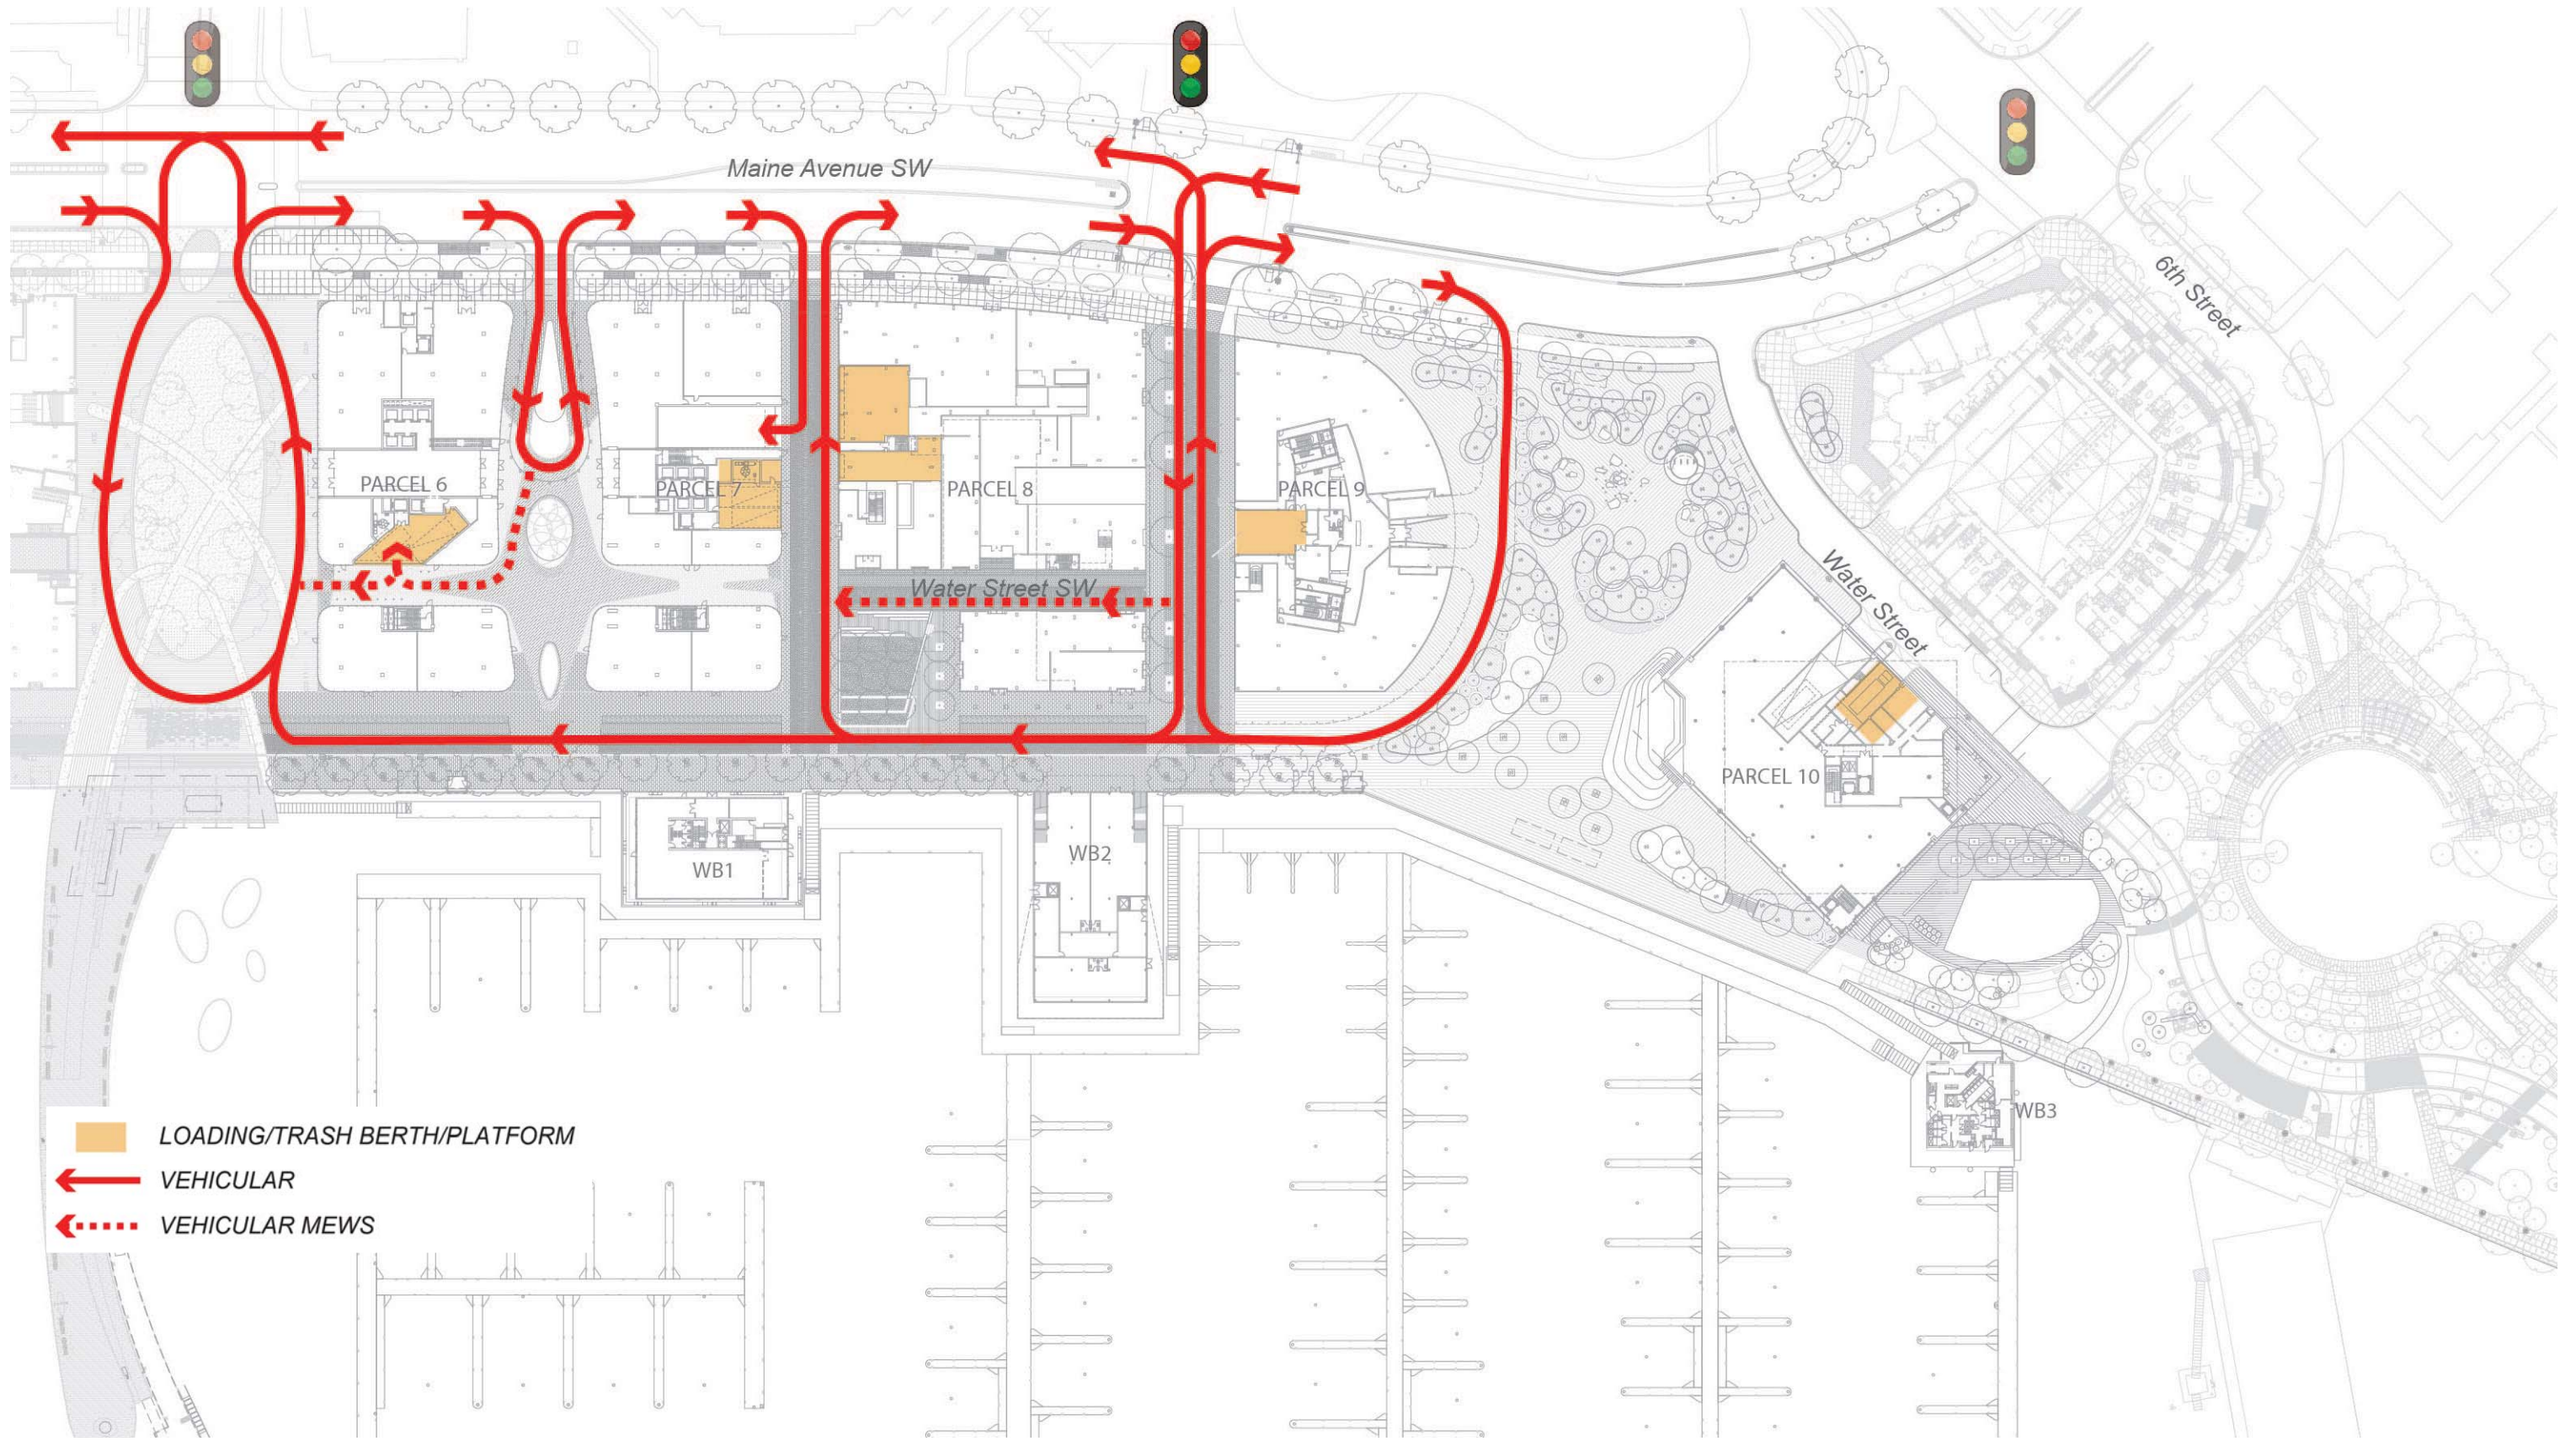 Maine Avenue SW
6th Street
PARCEL 6
PARCEL 7
PARCEL 8
PARCEL 9
Water Street SW
Water Street
PARCEL 10
WB1
WB2
WB3
LOADING/TRASH BERTH/PLATFORM
VEHICULAR
VEHICULAR MEWS